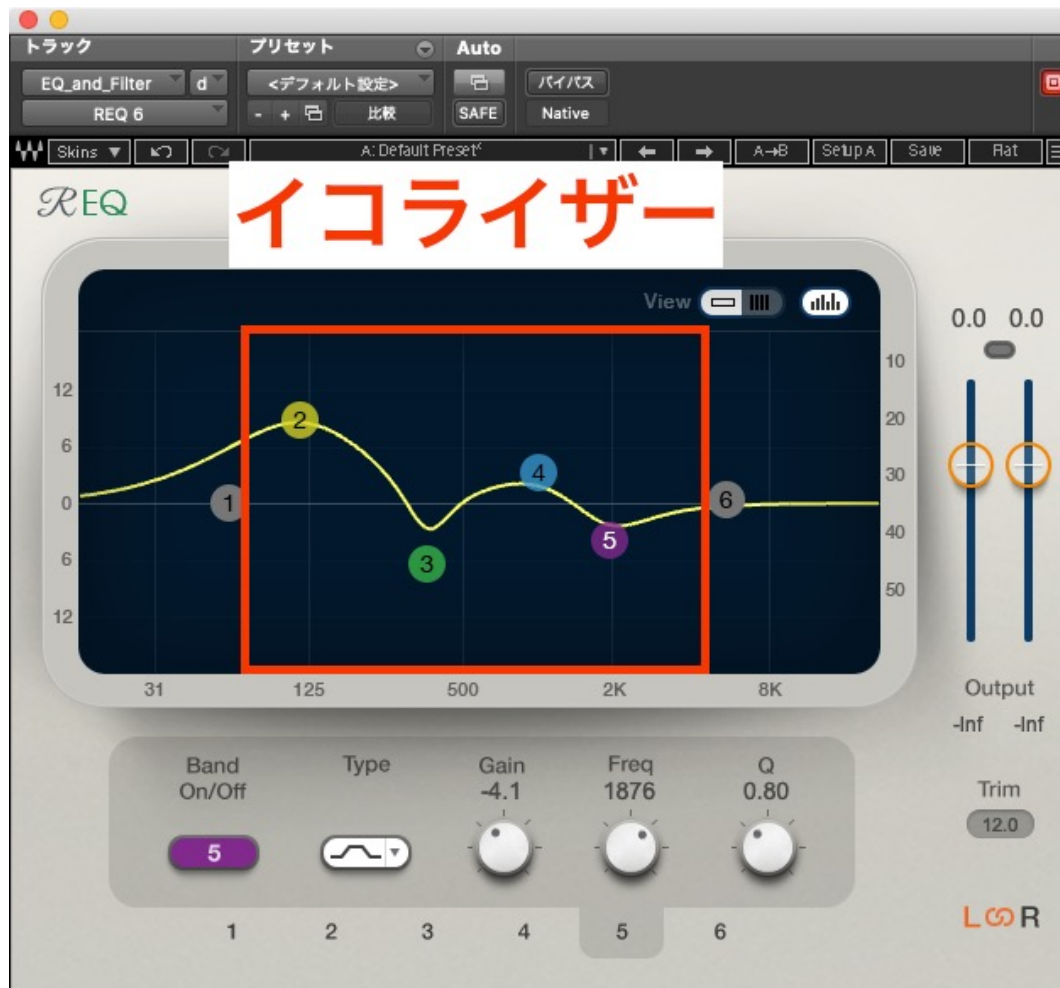 トラック プリセット Auto
EQ_and_Filter d <デフォルト設定> バイパス
REQ 6 - + 比較 SAFE Native
Skins A: Default Preset* A→B Setup A Save Flat
REQ
イコライザー
View
0.0 0.0
12 10
6 20
0 30
6 40
12 50
1 2 3 4 5 6
31 125 500 2K 8K
Output
-Inf -Inf
Band Type Gain Freq Q
On/Off -4.1 1876 0.80
Trim
12.0
5
L R
1 2 3 4 5 6